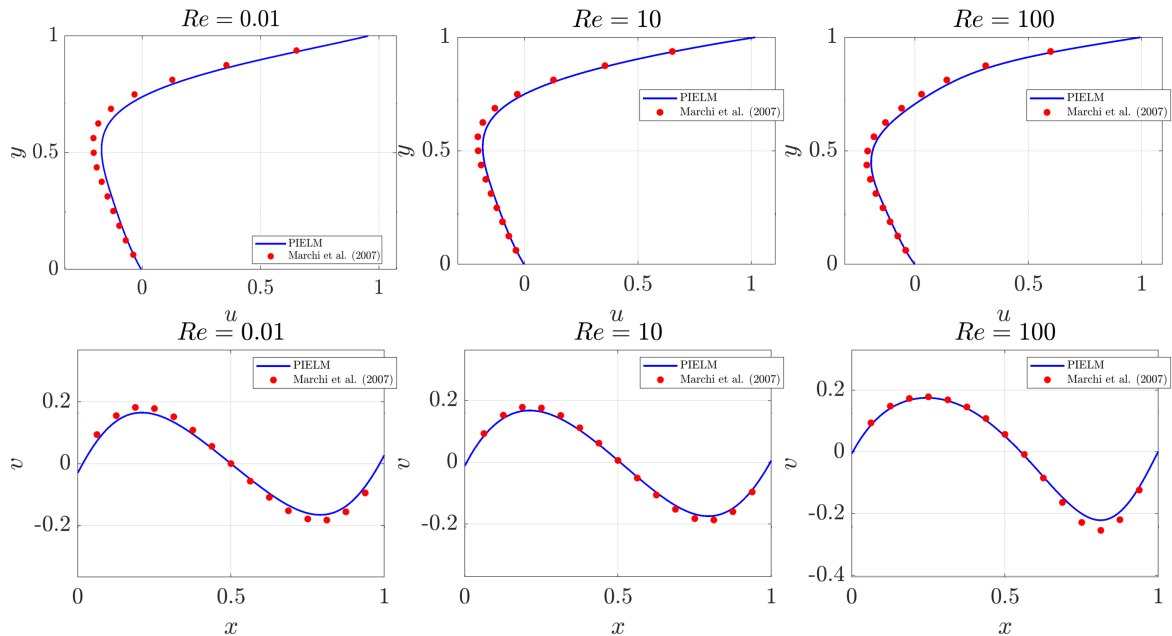 Re = 0.01
1
y
0.5
0
0
0.5
1
u
PIELM
Marchi et al. (2007)
Re = 10
1
y
0.5
0
0
0.5
1
u
PIELM
Marchi et al. (2007)
Re = 100
1
y
0.5
0
0
0.5
1
u
PIELM
Marchi et al. (2007)
Re = 0.01
0.2
v
0
-0.2
0
0.5
1
x
PIELM
Marchi et al. (2007)
Re = 10
0.2
v
0
-0.2
0
0.5
1
x
PIELM
Marchi et al. (2007)
Re = 100
0.2
v
0
-0.2
-0.4
0
0.5
1
x
PIELM
Marchi et al. (2007)